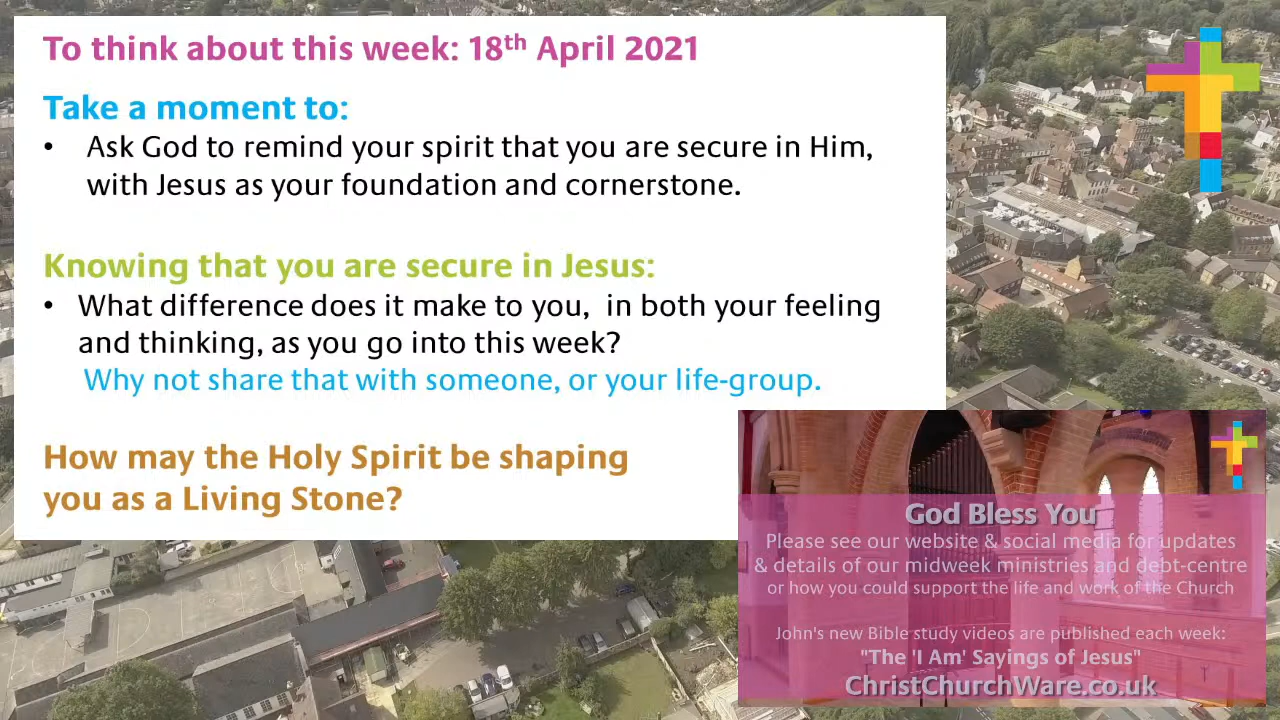 To think about this week: 18th April 2021
Take a moment to:
• Ask God to remind your spirit that you are secure in Him,
with Jesus as your foundation and cornerstone.
Knowing that you are secure in Jesus:
• What difference does it make to you, in both your feeling
and thinking, as you go into this week?
Why not share that with someone, or your life-group.
How may the Holy Spirit be shaping
you as a Living Stone?
God Bless You
Please see our website & social media for updates
& details of our midweek ministries and debt-centre
or how you could support the life and work of the Church
John's new Bible study videos are published each week:
"The 'I Am' Sayings of Jesus"
ChristChurchWare.co.uk